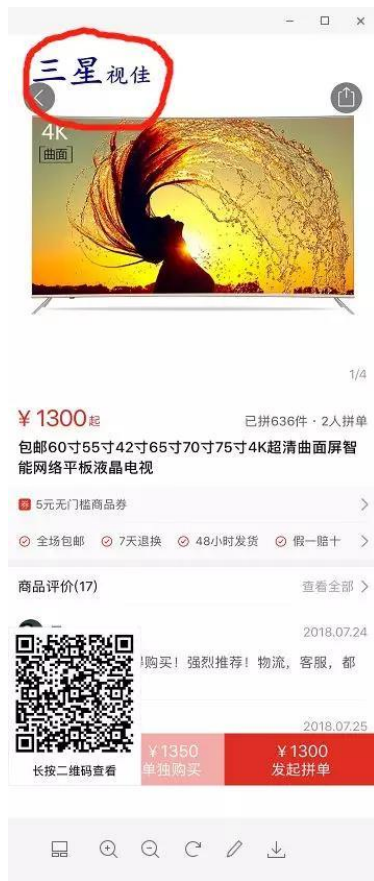 三星视佳
4K
曲面
1/4
¥1300起
已拼636件·2人拼单
包邮60寸55寸42寸65寸70寸75寸4K超清曲面屏智
能网络平板液晶电视
券 5元无门槛商品券
全场包邮 7天退换 48小时发货 假一赔十
商品评价(17)
查看全部
2018.07.24
购买！强烈推荐！物流，客服，都
2018.07.25
长按二维码查看
¥1350
单独购买
¥1300
发起拼单